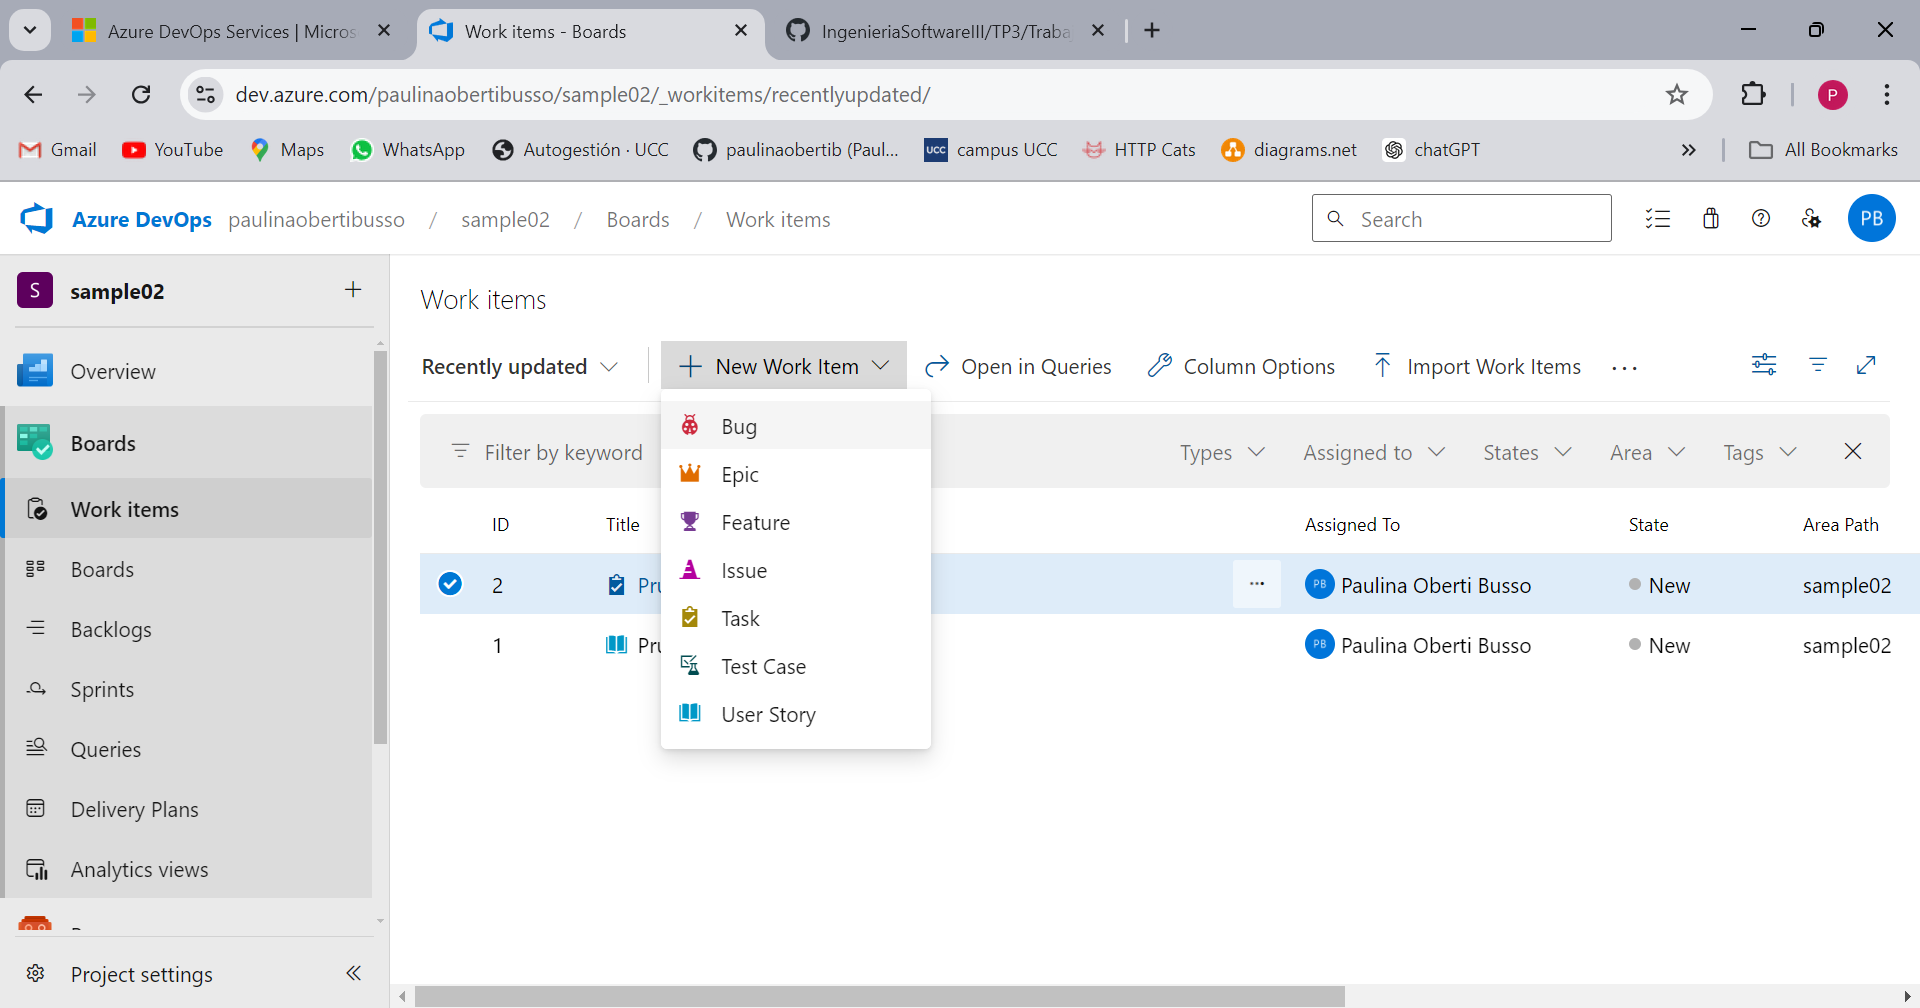 Azure DevOps Services | Micros
Work items - Boards
IngenieriaSoftwareIII/TP3/Traba
dev.azure.com/paulinaobertibusso/sample02/_workitems/recentlyupdated/
P
Gmail
YouTube
Maps
WhatsApp
Autogestión · UCC
paulinaobertib (Paul...
UCC
campus UCC
HTTP Cats
diagrams.net
chatGPT
All Bookmarks
Azure DevOps
paulinaobertibusso / sample02 / Boards / Work items
Search
PB
S
sample02
Overview
Boards
Work items
Boards
Backlogs
Sprints
Queries
Delivery Plans
Analytics views
Project settings
Work items
Recently updated
New Work Item
Open in Queries
Column Options
Import Work Items
Bug
Epic
Feature
Issue
Task
Test Case
User Story
Filter by keyword
Types
Assigned to
States
Area
Tags
ID Title Assigned To State Area Path
2 Pru PB Paulina Oberti Busso New sample02
1 Pru PB Paulina Oberti Busso New sample02